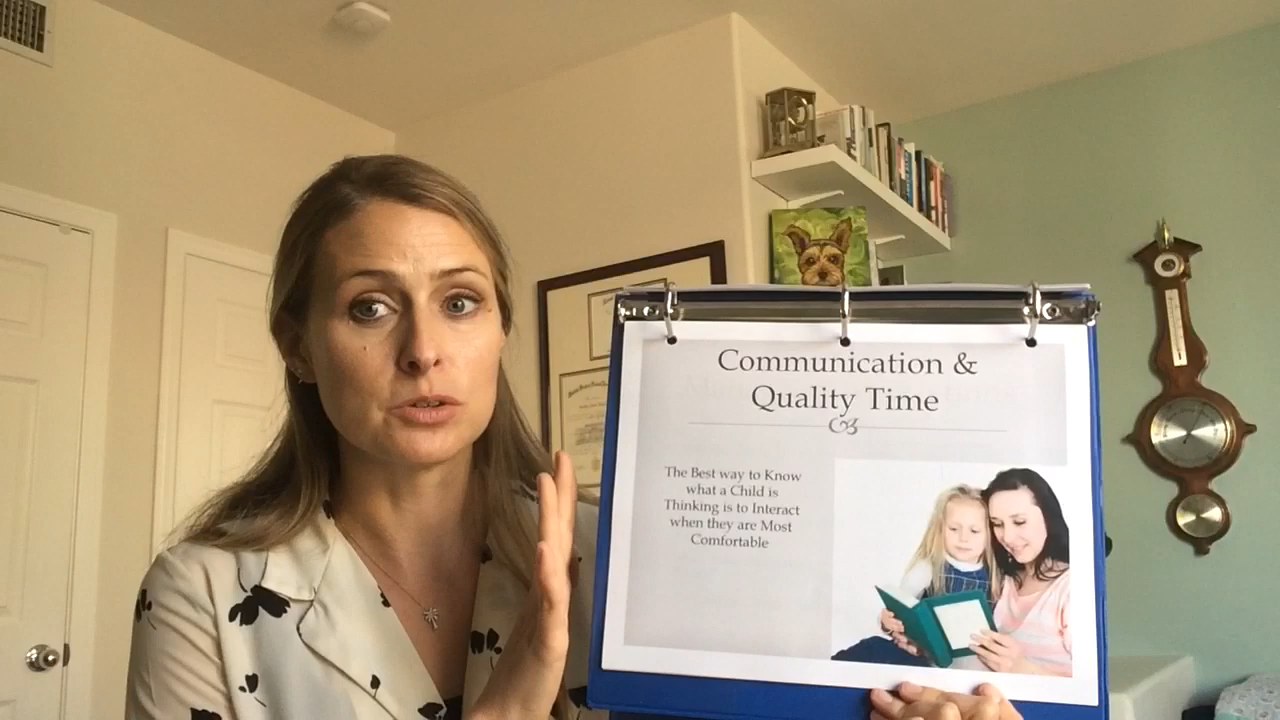 Communication &
Quality Time
The Best way to Know
what a Child is
Thinking is to Interact
when they are Most
Comfortable